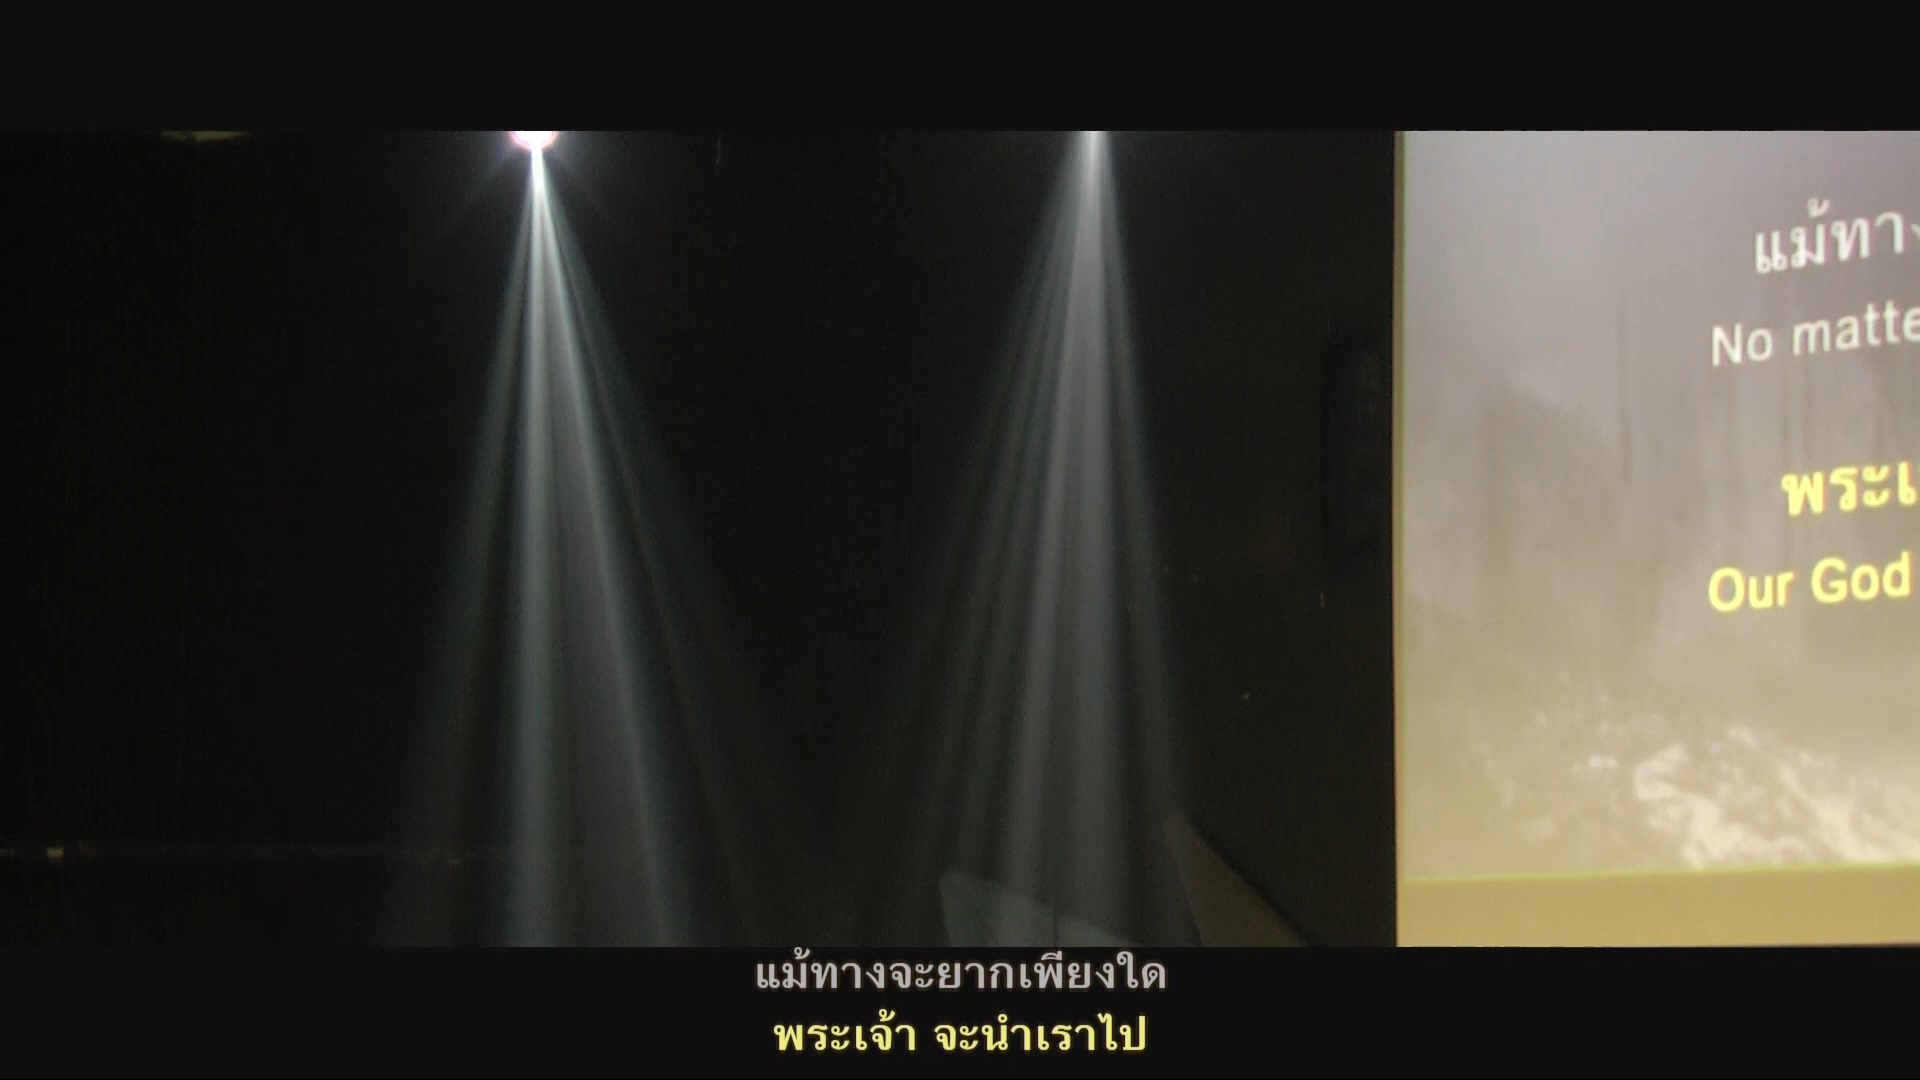 แม้ทาง
No matte
พระเ
Our God
แม้ทางจะยากเพียงใด
พระเจ้า จะนำเราไป